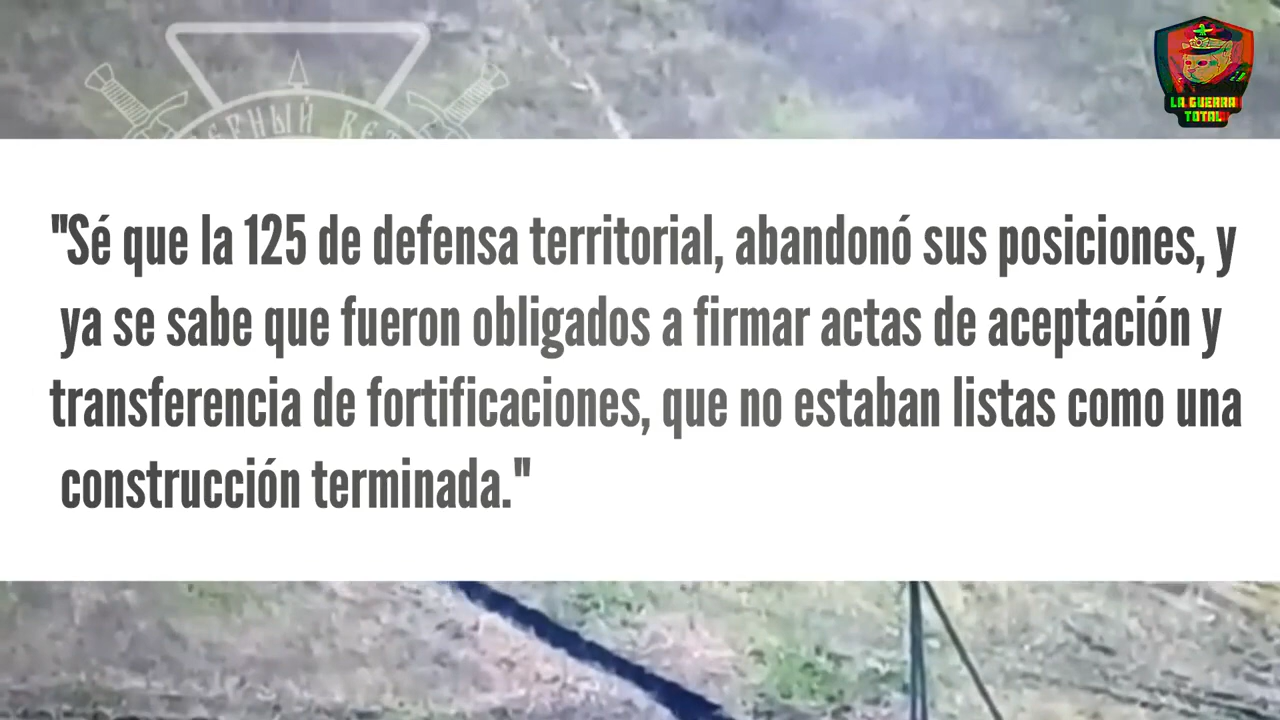 LA GUERRA
TOTAL
"Sé que la 125 de defensa territorial, abandonó sus posiciones, y
ya se sabe que fueron obligados a firmar actas de aceptación y
transferencia de fortificaciones, que no estaban listas como una
construcción terminada."